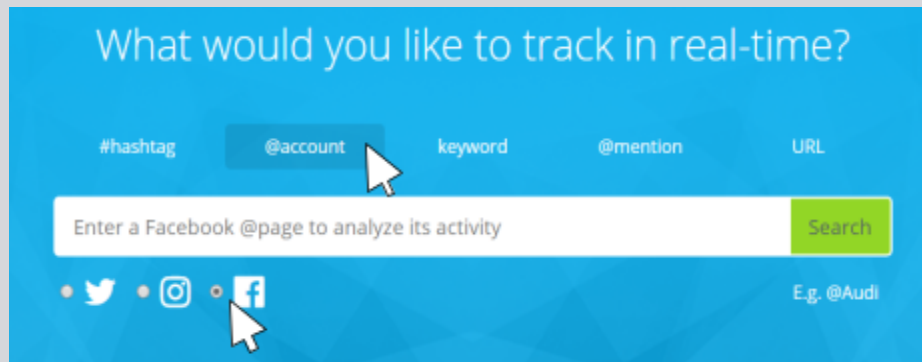 What would you like to track in real-time?
#hashtag @account keyword @mention URL
Enter a Facebook @page to analyze its activity Search
E.g. @Audi